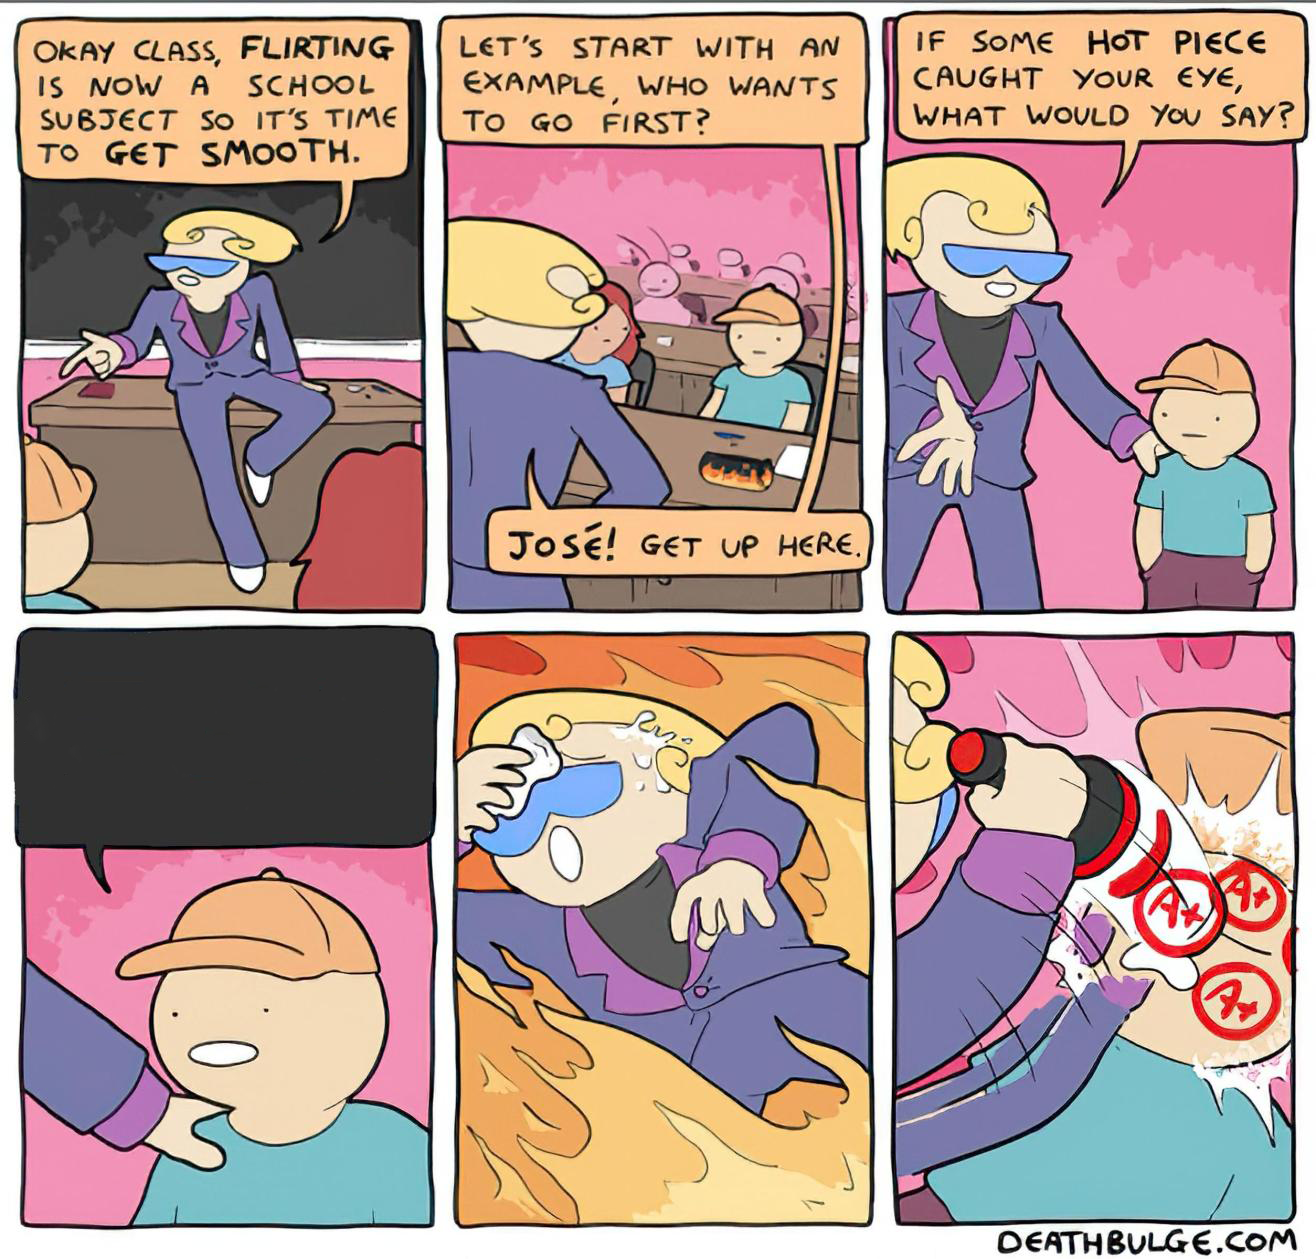 OKAY CLASS, FLIRTING
IS NOW A SCHOOL
SUBJECT SO IT'S TIME
TO GET SMOOTH.
LET'S START WITH AN
EXAMPLE, WHO WANTS
TO GO FIRST?
JOSÉ! GET UP HERE.
IF SOME HOT PIECE
CAUGHT YOUR EYE,
WHAT WOULD YOU SAY?
A+
A+
A+
DEATHBULGE.COM